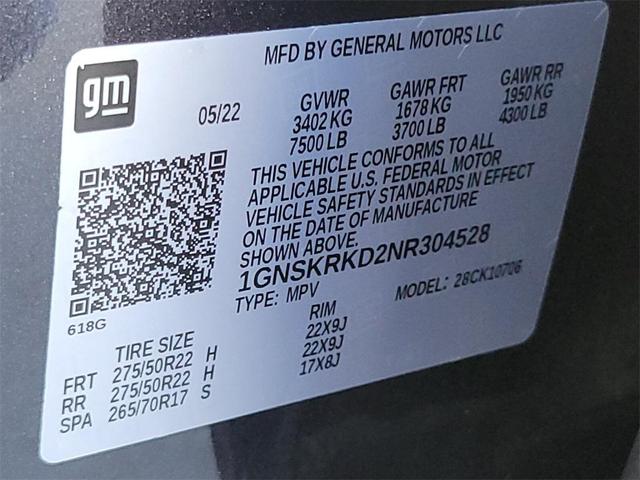 MFD BY GENERAL MOTORS LLC
gm
05/22
GVWR
3402 KG
7500 LB
GAWR FRT
1678 KG
3700 LB
GAWR RR
1950 KG
4300 LB
THIS VEHICLE CONFORMS TO ALL
APPLICABLE U.S. FEDERAL MOTOR
VEHICLE SAFETY STANDARDS IN EFFECT
ON THE DATE OF MANUFACTURE
SHOWN ABOVE.
1GNSKRKD2NR304528
TYPE: MPV
MODEL: 28CK10706
618G
TIRE SIZE
RIM
FRT 275/50R22 H 22X9J
RR 275/50R22 H 22X9J
SPA 265/70R17 S 17X8J